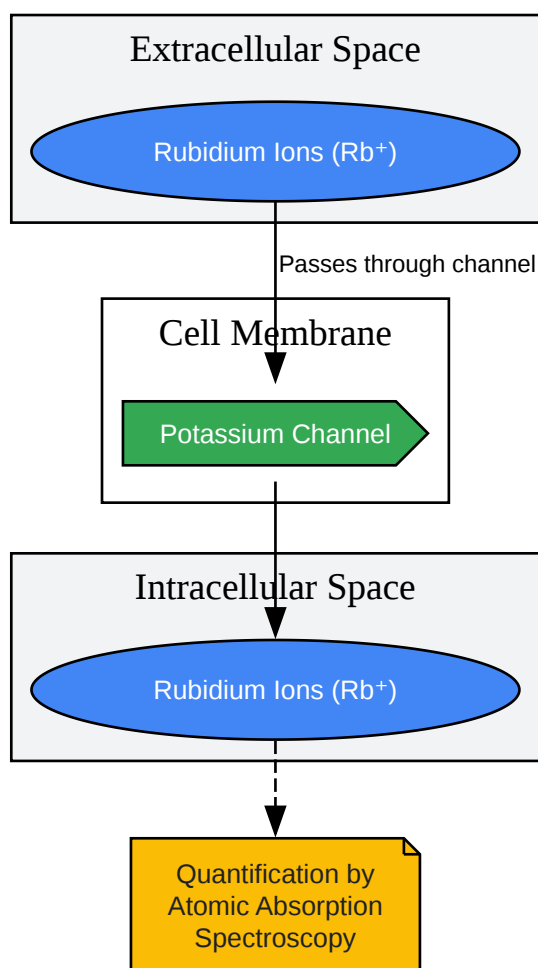 Extracellular Space
Rubidium Ions (Rb⁺)
Passes through channel
Cell Membrane
Potassium Channel
Intracellular Space
Rubidium Ions (Rb⁺)
Quantification by
Atomic Absorption
Spectroscopy